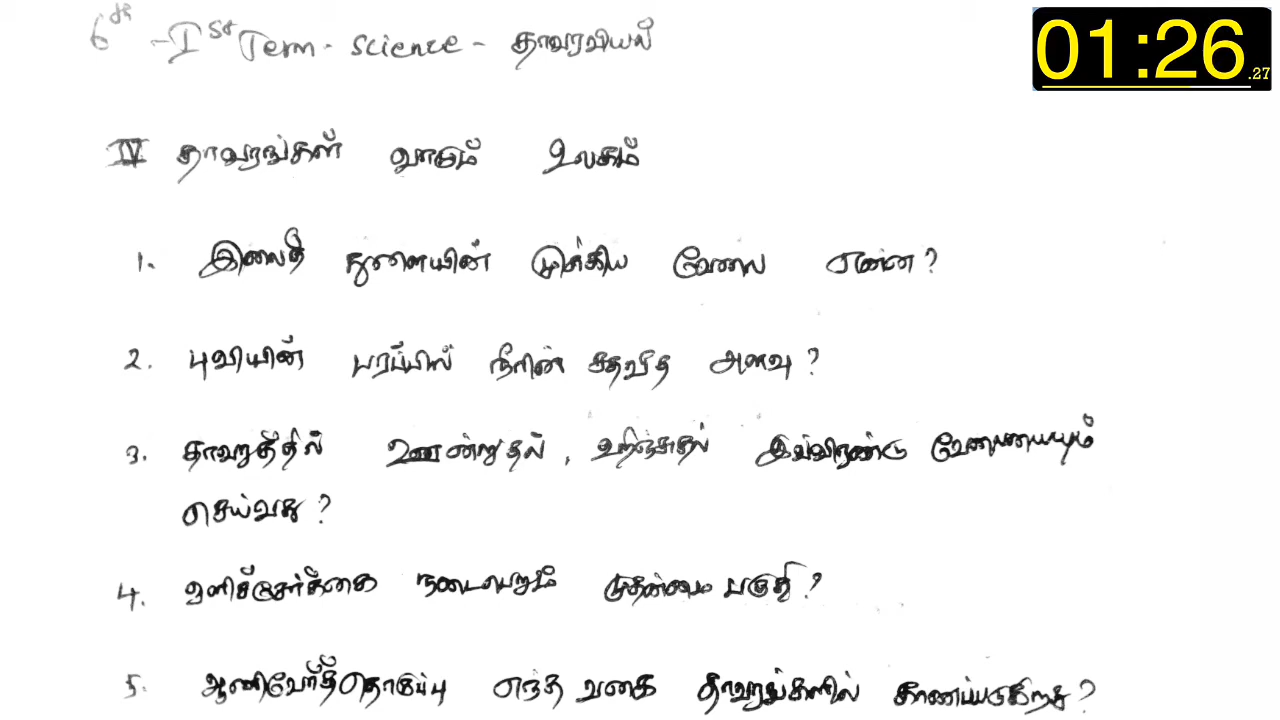 6th - Ist Term - Science - தாவரவியல்
01:26.27
IV தாவரங்கள் வாழும் உலகம்
1. இலைத் துளையின் முக்கிய வேலை என்ன?
2. புவியின் பரப்பில் நீரின் சதவீத அளவு?
3. தாவரத்தில் ஊன்றுதல், உறிஞ்சுதல் இவ்விரண்டு வேலையையும்
செய்வது?
4. ஒளிச்சேர்க்கை நடைபெறும் முதன்மை பகுதி?
5. ஆணிவேர்த்தொகுப்பு எந்த வகை தாவரங்களில் காணப்படுகிறது?